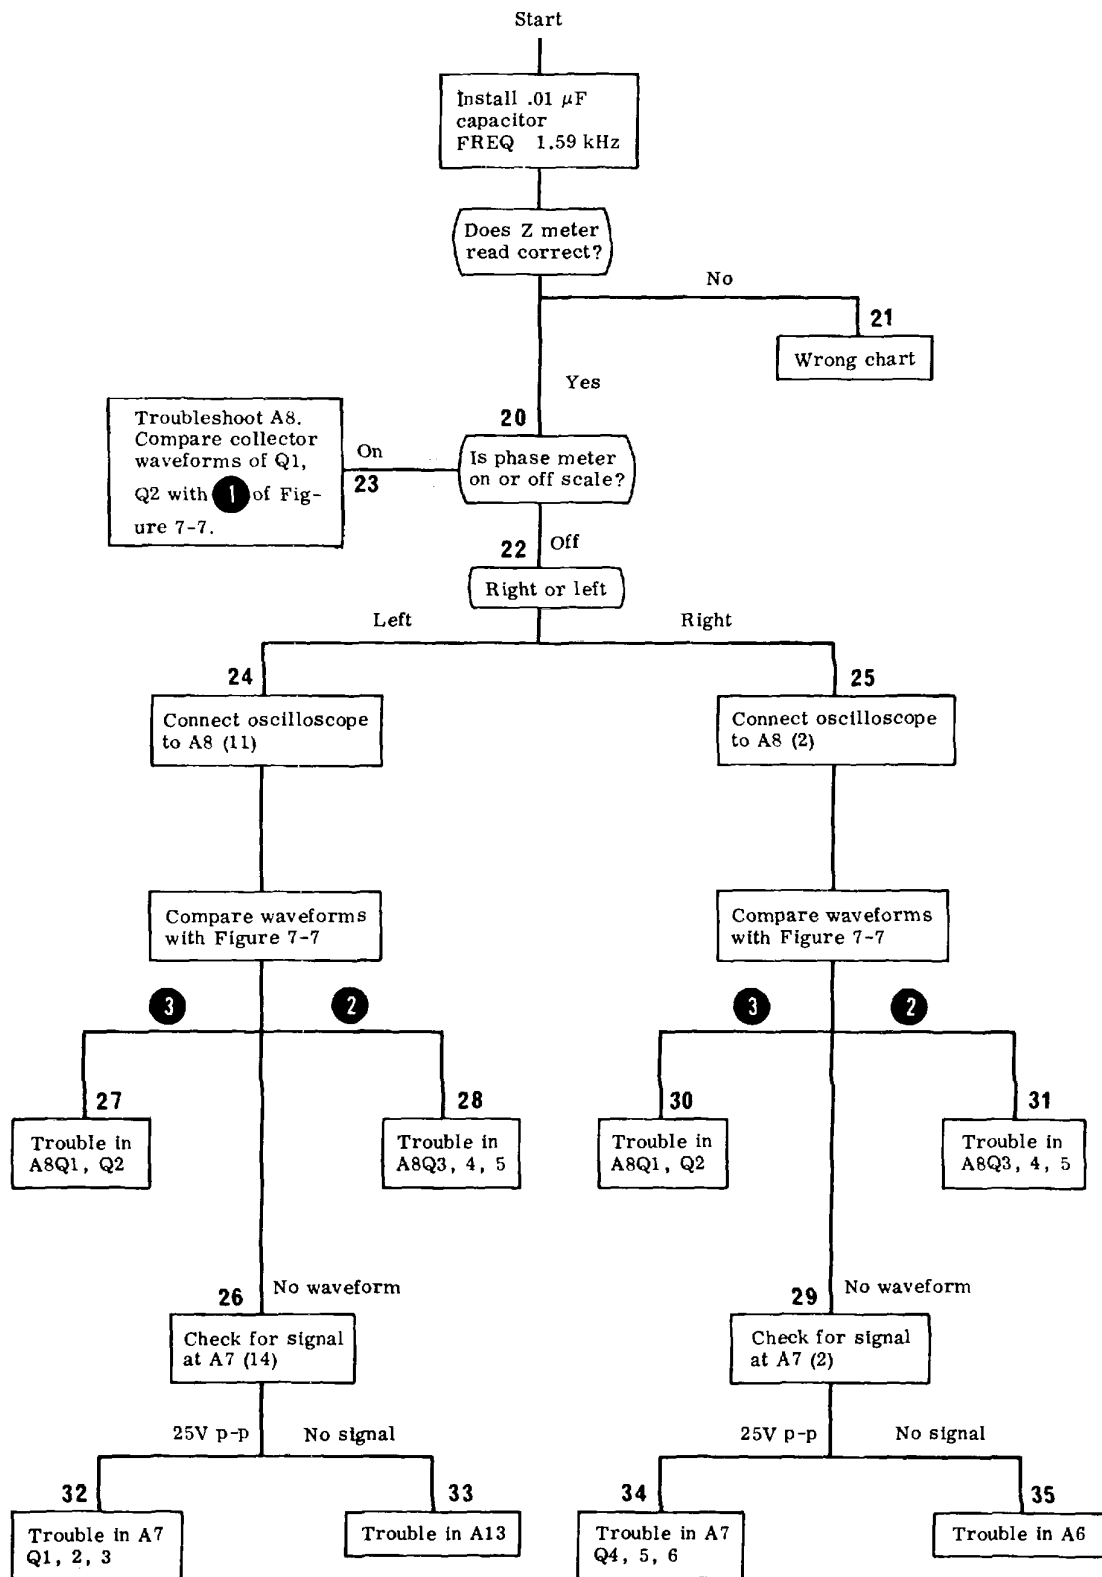 Start
Install .01 μF
capacitor
FREQ 1.59 kHz
Does Z meter
read correct?
No
21
Wrong chart
Yes
20
Is phase meter
on or off scale?
On
23
Troubleshoot A8.
Compare collector
waveforms of Q1,
Q2 with 1 of Fig-
ure 7-7.
22
Off
Right or left
Left
Right
24
Connect oscilloscope
to A8 (11)
25
Connect oscilloscope
to A8 (2)
Compare waveforms
with Figure 7-7
Compare waveforms
with Figure 7-7
3
2
3
2
27
Trouble in
A8Q1, Q2
28
Trouble in
A8Q3, 4, 5
30
Trouble in
A8Q1, Q2
31
Trouble in
A8Q3, 4, 5
26
No waveform
Check for signal
at A7 (14)
29
No waveform
Check for signal
at A7 (2)
25V p-p
No signal
25V p-p
No signal
32
Trouble in A7
Q1, 2, 3
33
Trouble in A13
34
Trouble in A7
Q4, 5, 6
35
Trouble in A6